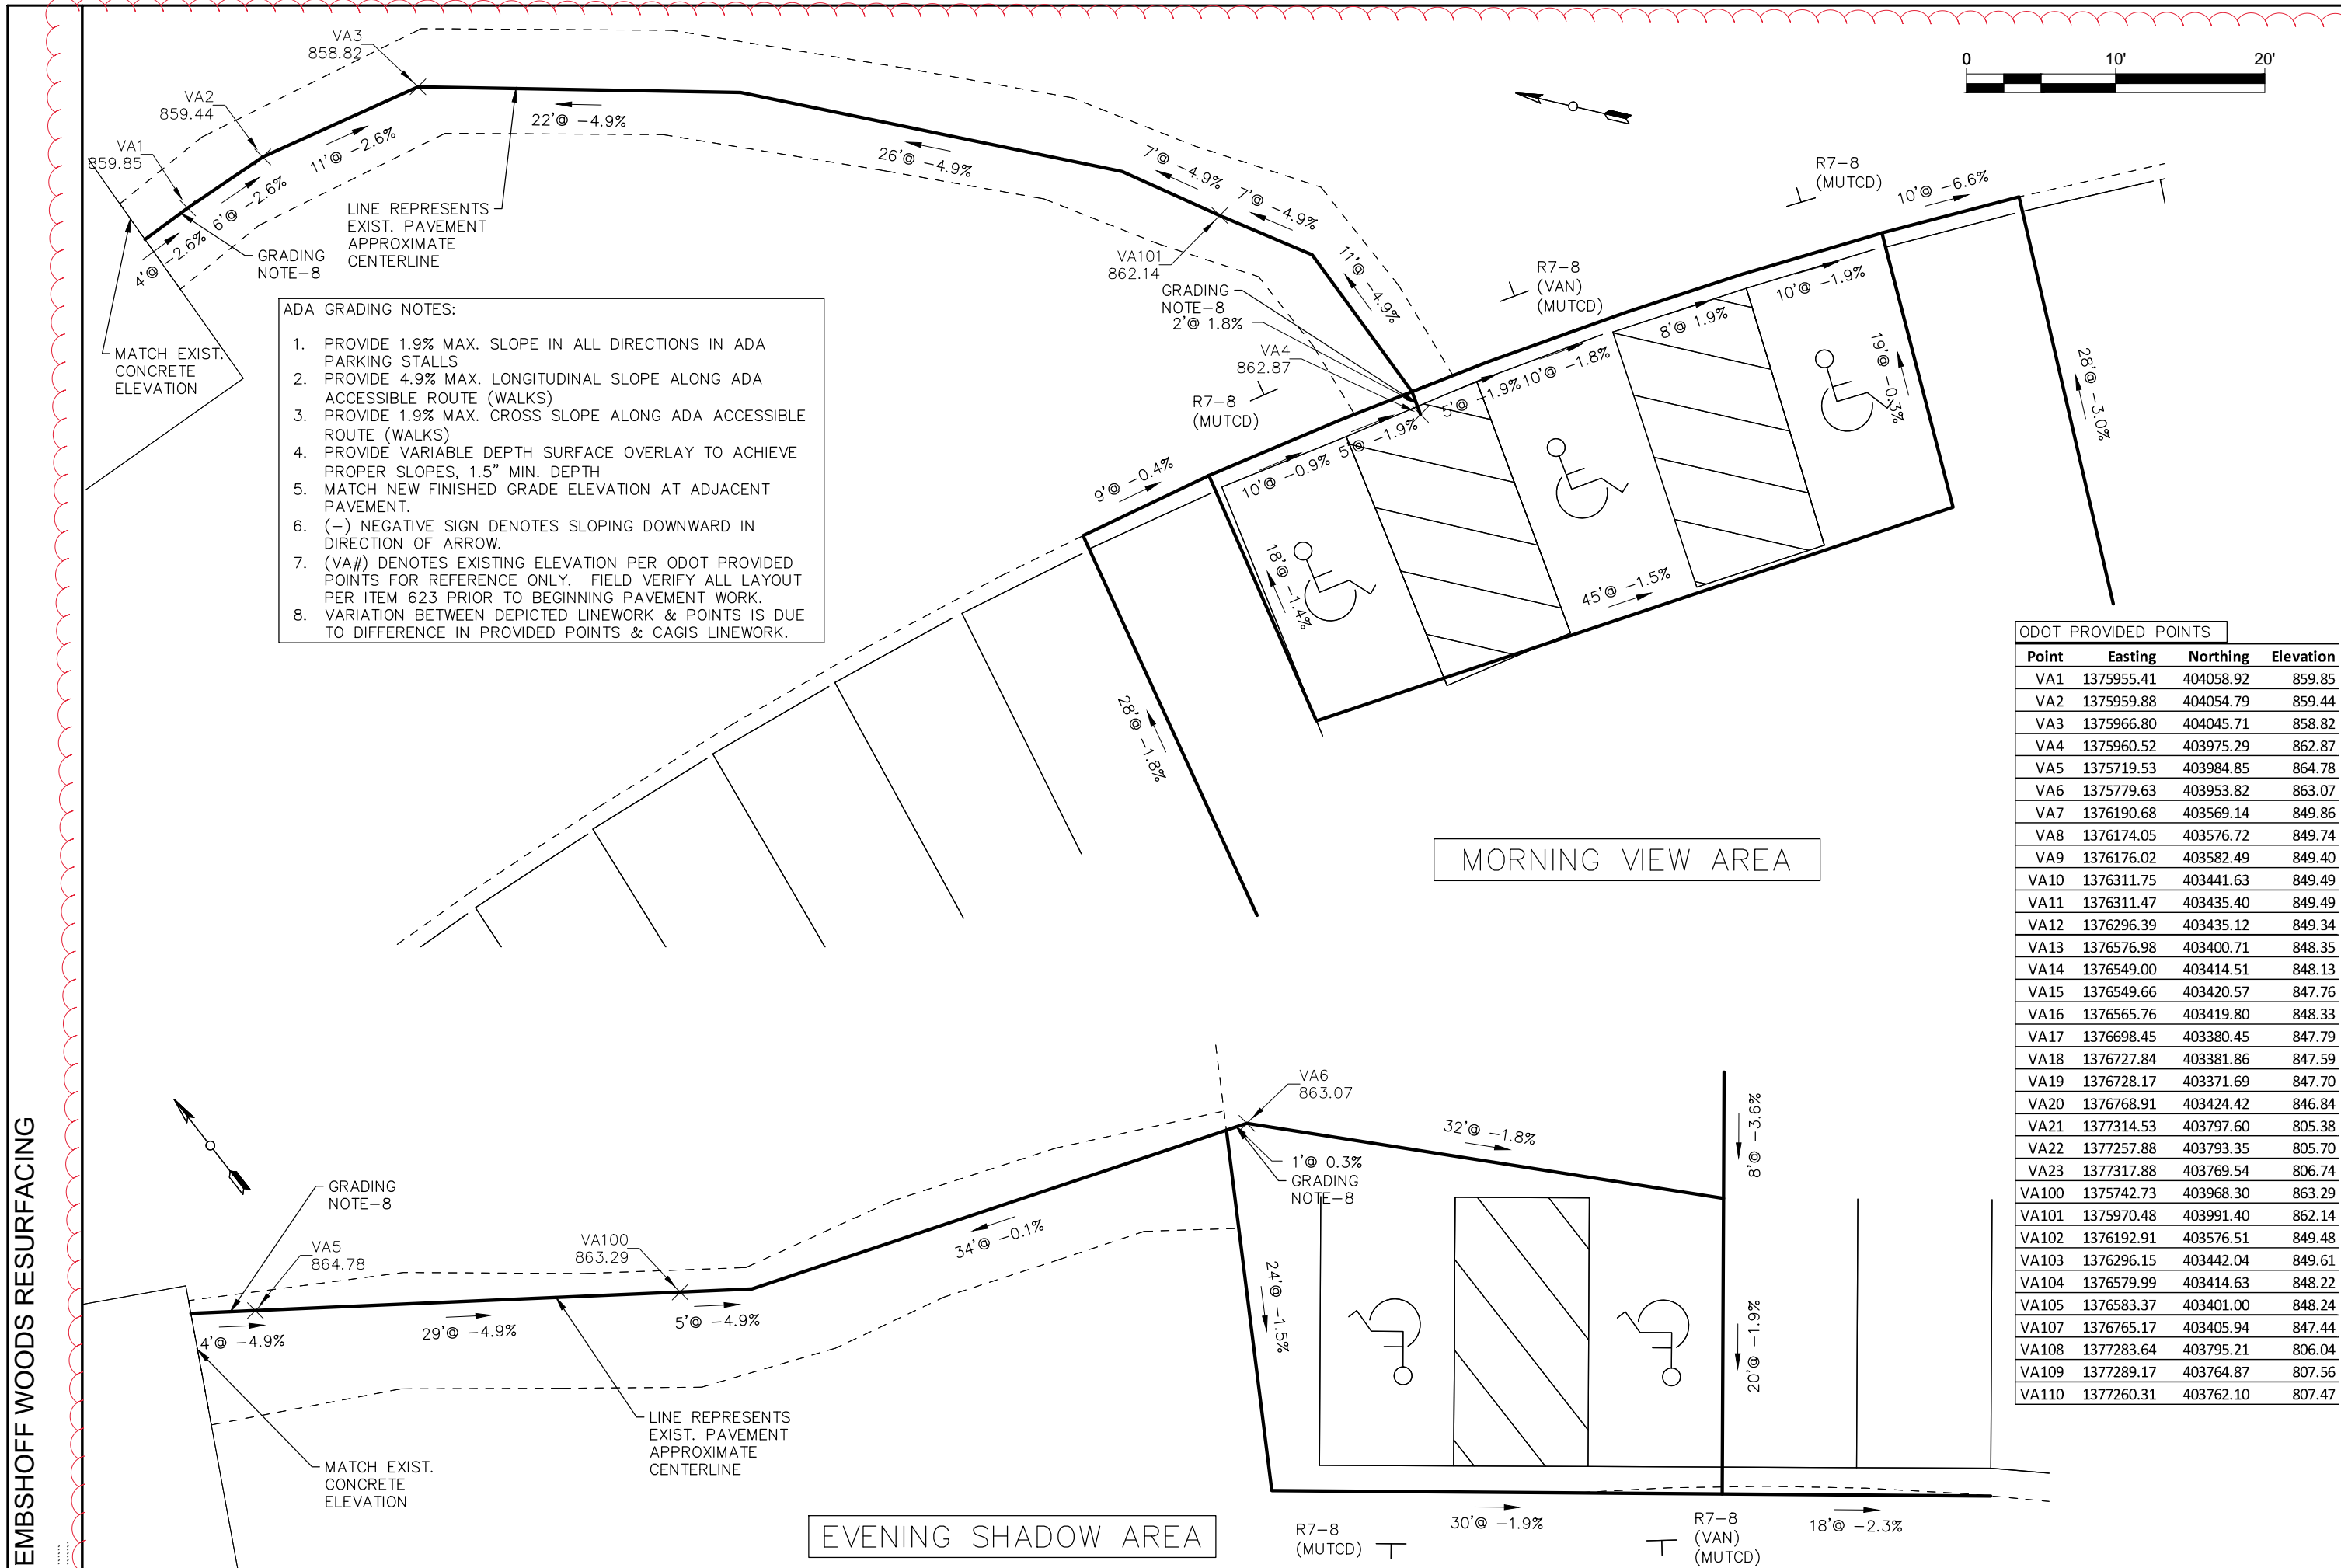 0 10' 20'
VA3
858.82
VA2
859.44
VA1
859.85
4'@ -2.6%
6'@ -2.6%
11'@ -2.6%
22'@ -4.9%
26'@ -4.9%
7'@ -4.9%
7'@ -4.9%
11'@ -4.9%
GRADING
NOTE-8
LINE REPRESENTS
EXIST. PAVEMENT
APPROXIMATE
CENTERLINE
MATCH EXIST.
CONCRETE
ELEVATION
VA101
862.14
GRADING
NOTE-8
2'@ 1.8%
VA4
862.87
R7-8
(MUTCD)
R7-8
(VAN)
(MUTCD)
R7-8
(MUTCD)
10'@ -6.6%
10'@ -1.9%
8'@ 1.9%
10'@ -1.8%
5'@ -1.9%
5'@ -1.9%
10'@ -0.9%
9'@ -0.4%
19'@ -0.3%
28'@ -3.0%
18'@ -1.4%
45'@ -1.5%
28'@ -1.8%
ADA GRADING NOTES:
1. PROVIDE 1.9% MAX. SLOPE IN ALL DIRECTIONS IN ADA
PARKING STALLS
2. PROVIDE 4.9% MAX. LONGITUDINAL SLOPE ALONG ADA
ACCESSIBLE ROUTE (WALKS)
3. PROVIDE 1.9% MAX. CROSS SLOPE ALONG ADA ACCESSIBLE
ROUTE (WALKS)
4. PROVIDE VARIABLE DEPTH SURFACE OVERLAY TO ACHIEVE
PROPER SLOPES, 1.5" MIN. DEPTH
5. MATCH NEW FINISHED GRADE ELEVATION AT ADJACENT
PAVEMENT.
6. (-) NEGATIVE SIGN DENOTES SLOPING DOWNWARD IN
DIRECTION OF ARROW.
7. (VA#) DENOTES EXISTING ELEVATION PER ODOT PROVIDED
POINTS FOR REFERENCE ONLY. FIELD VERIFY ALL LAYOUT
PER ITEM 623 PRIOR TO BEGINNING PAVEMENT WORK.
8. VARIATION BETWEEN DEPICTED LINEWORK & POINTS IS DUE
TO DIFFERENCE IN PROVIDED POINTS & CAGIS LINEWORK.
MORNING VIEW AREA
ODOT PROVIDED POINTS
Point Easting Northing Elevation
VA1 1375955.41 404058.92 859.85
VA2 1375959.88 404054.79 859.44
VA3 1375966.80 404045.71 858.82
VA4 1375960.52 403975.29 862.87
VA5 1375719.53 403984.85 864.78
VA6 1375779.63 403953.82 863.07
VA7 1376190.68 403569.14 849.86
VA8 1376174.05 403576.72 849.74
VA9 1376176.02 403582.49 849.40
VA10 1376311.75 403441.63 849.49
VA11 1376311.47 403435.40 849.49
VA12 1376296.39 403435.12 849.34
VA13 1376576.98 403400.71 848.35
VA14 1376549.00 403414.51 848.13
VA15 1376549.66 403420.57 847.76
VA16 1376565.76 403419.80 848.33
VA17 1376698.45 403380.45 847.79
VA18 1376727.84 403381.86 847.59
VA19 1376728.17 403371.69 847.70
VA20 1376768.91 403424.42 846.84
VA21 1377314.53 403797.60 805.38
VA22 1377257.88 403793.35 805.70
VA23 1377317.88 403769.54 806.74
VA100 1375742.73 403968.30 863.29
VA101 1375970.48 403991.40 862.14
VA102 1376192.91 403576.51 849.48
VA103 1376296.15 403442.04 849.61
VA104 1376579.99 403414.63 848.22
VA105 1376583.37 403401.00 848.24
VA107 1376765.17 403405.94 847.44
VA108 1377283.64 403795.21 806.04
VA109 1377289.17 403764.87 807.56
VA110 1377260.31 403762.10 807.47
EMBSHOFF WOODS RESURFACING
GRADING
NOTE-8
VA5
864.78
VA100
863.29
4'@ -4.9%
29'@ -4.9%
5'@ -4.9%
34'@ -0.1%
VA6
863.07
1'@ 0.3%
GRADING
NOTE-8
32'@ -1.8%
8'@ -3.6%
24'@ -1.5%
20'@ -1.9%
LINE REPRESENTS
EXIST. PAVEMENT
APPROXIMATE
CENTERLINE
MATCH EXIST.
CONCRETE
ELEVATION
EVENING SHADOW AREA
R7-8
(MUTCD)
30'@ -1.9%
R7-8
(VAN)
(MUTCD)
18'@ -2.3%